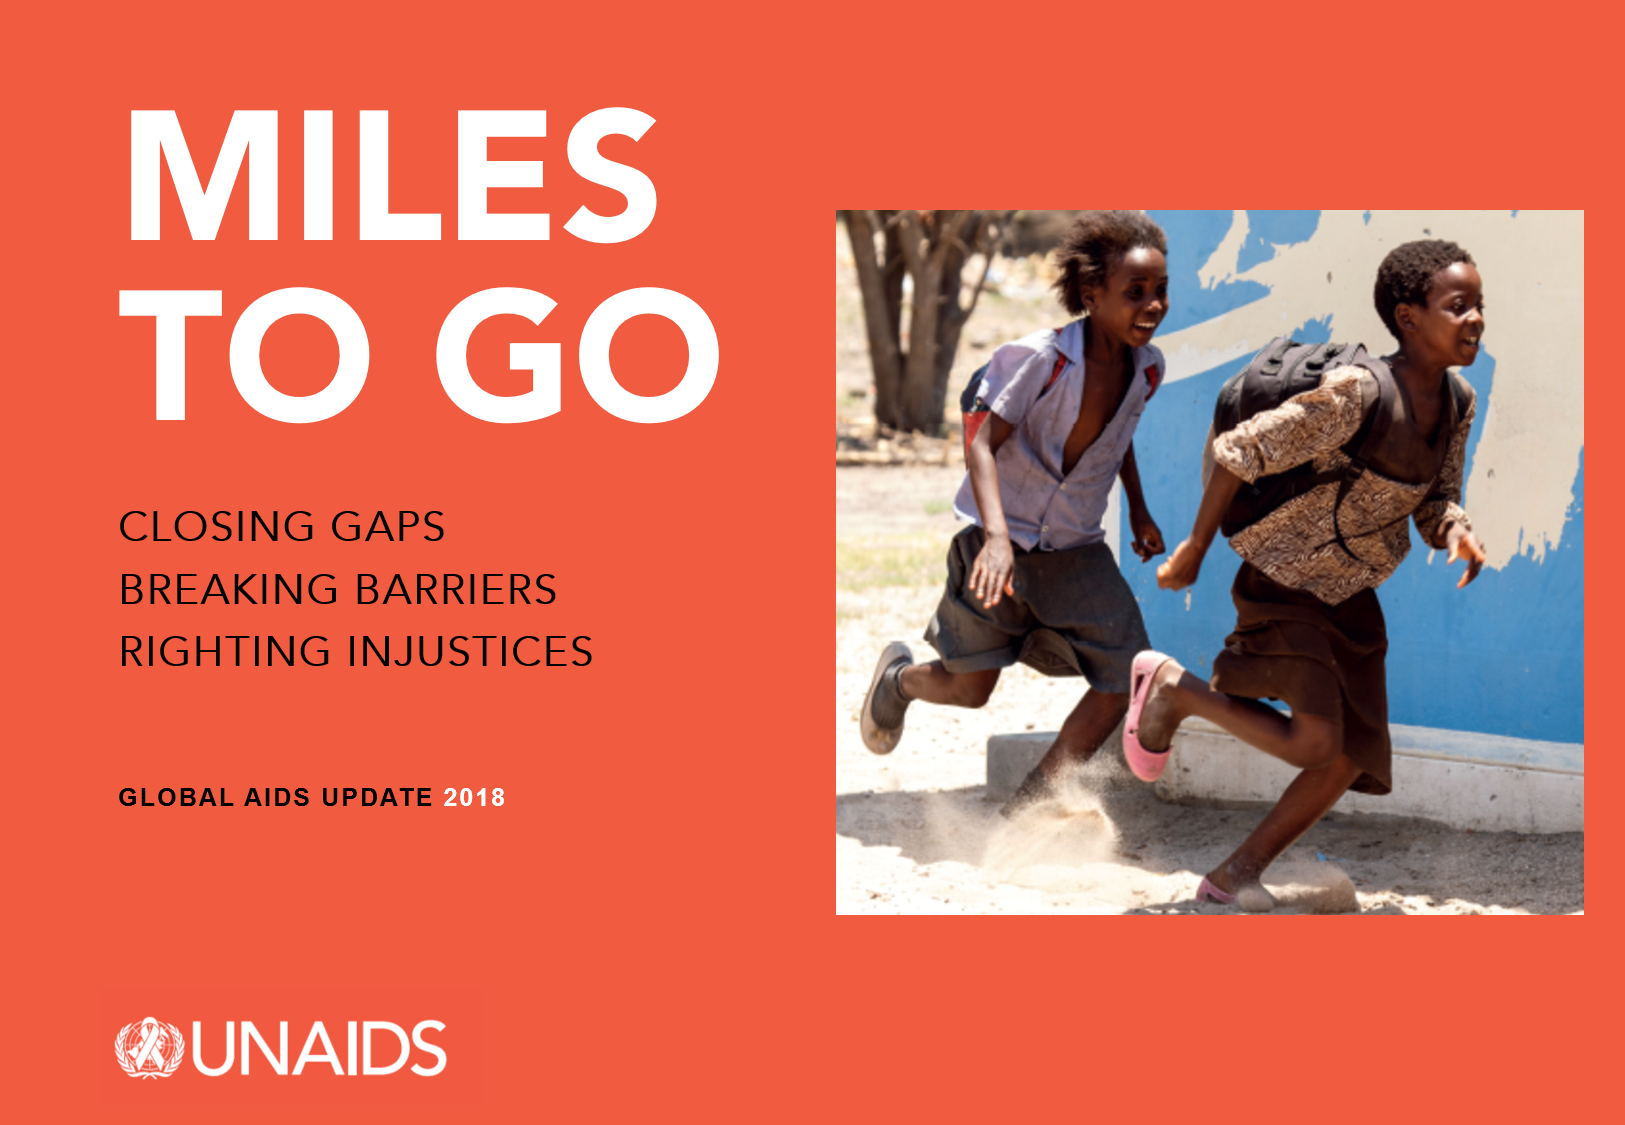 MILES
TO GO
CLOSING GAPS
BREAKING BARRIERS
RIGHTING INJUSTICES
GLOBAL AIDS UPDATE 2018
UNAIDS